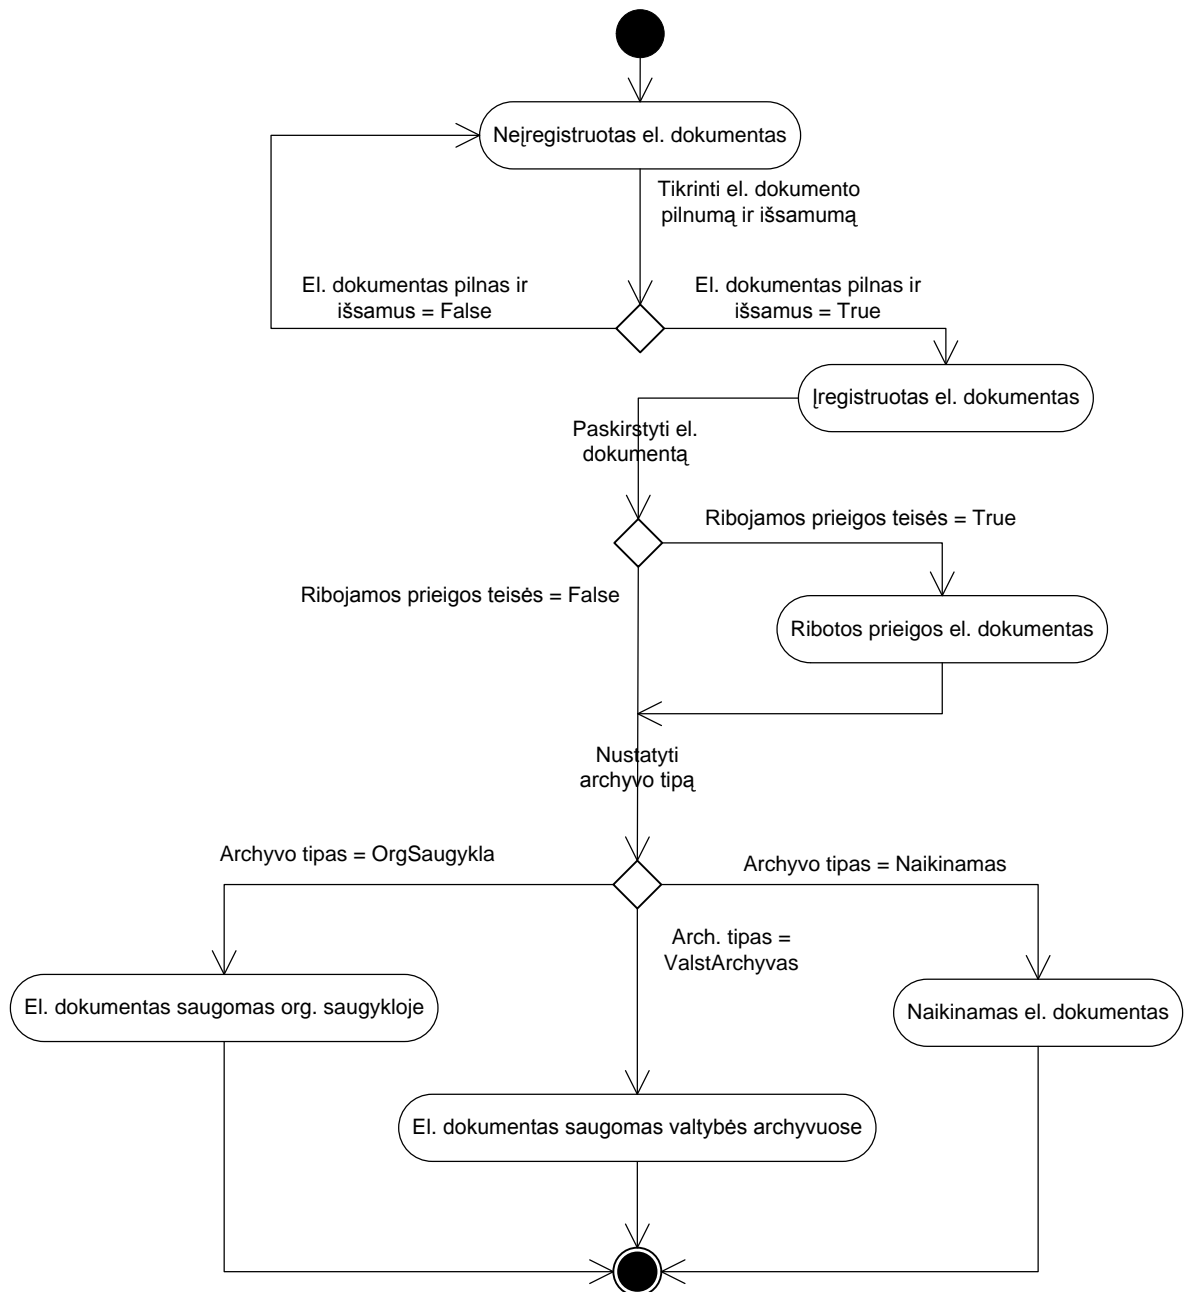 Neįregistruotas el. dokumentas
Tikrinti el. dokumento
pilnumą ir išsamumą
El. dokumentas pilnas ir
išsamus = False
El. dokumentas pilnas ir
išsamus = True
Įregistruotas el. dokumentas
Paskirstyti el.
dokumentą
Ribojamos prieigos teisės = True
Ribojamos prieigos teisės = False
Ribotos prieigos el. dokumentas
Nustatyti
archyvo tipą
Archyvo tipas = OrgSaugykla
Archyvo tipas = Naikinamas
Arch. tipas =
ValstArchyvas
El. dokumentas saugomas org. saugykloje
Naikinamas el. dokumentas
El. dokumentas saugomas valtybės archyvuose